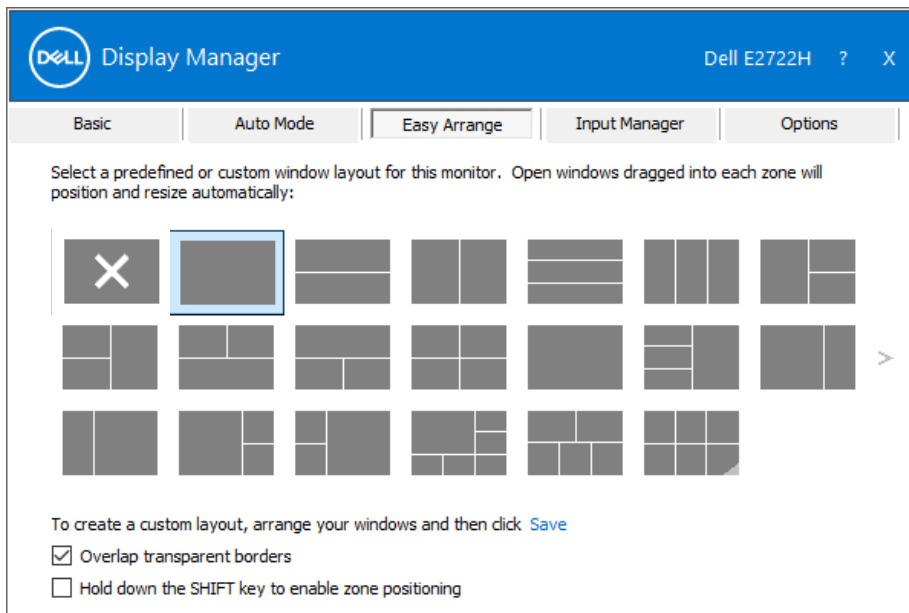 DELL Display Manager Dell E2722H ? X
Basic Auto Mode Easy Arrange Input Manager Options
Select a predefined or custom window layout for this monitor. Open windows dragged into each zone will
position and resize automatically:
>
To create a custom layout, arrange your windows and then click Save
Overlap transparent borders
Hold down the SHIFT key to enable zone positioning